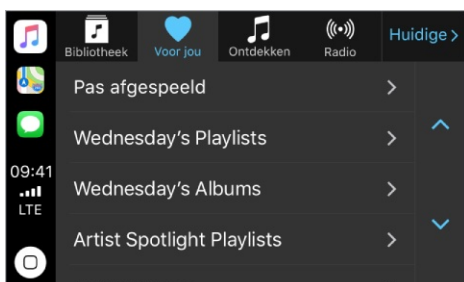 Bibliotheek
Voor jou
Ontdekken
Radio
Huidige
Pas afgespeeld
Wednesday's Playlists
Wednesday's Albums
Artist Spotlight Playlists
09:41
LTE